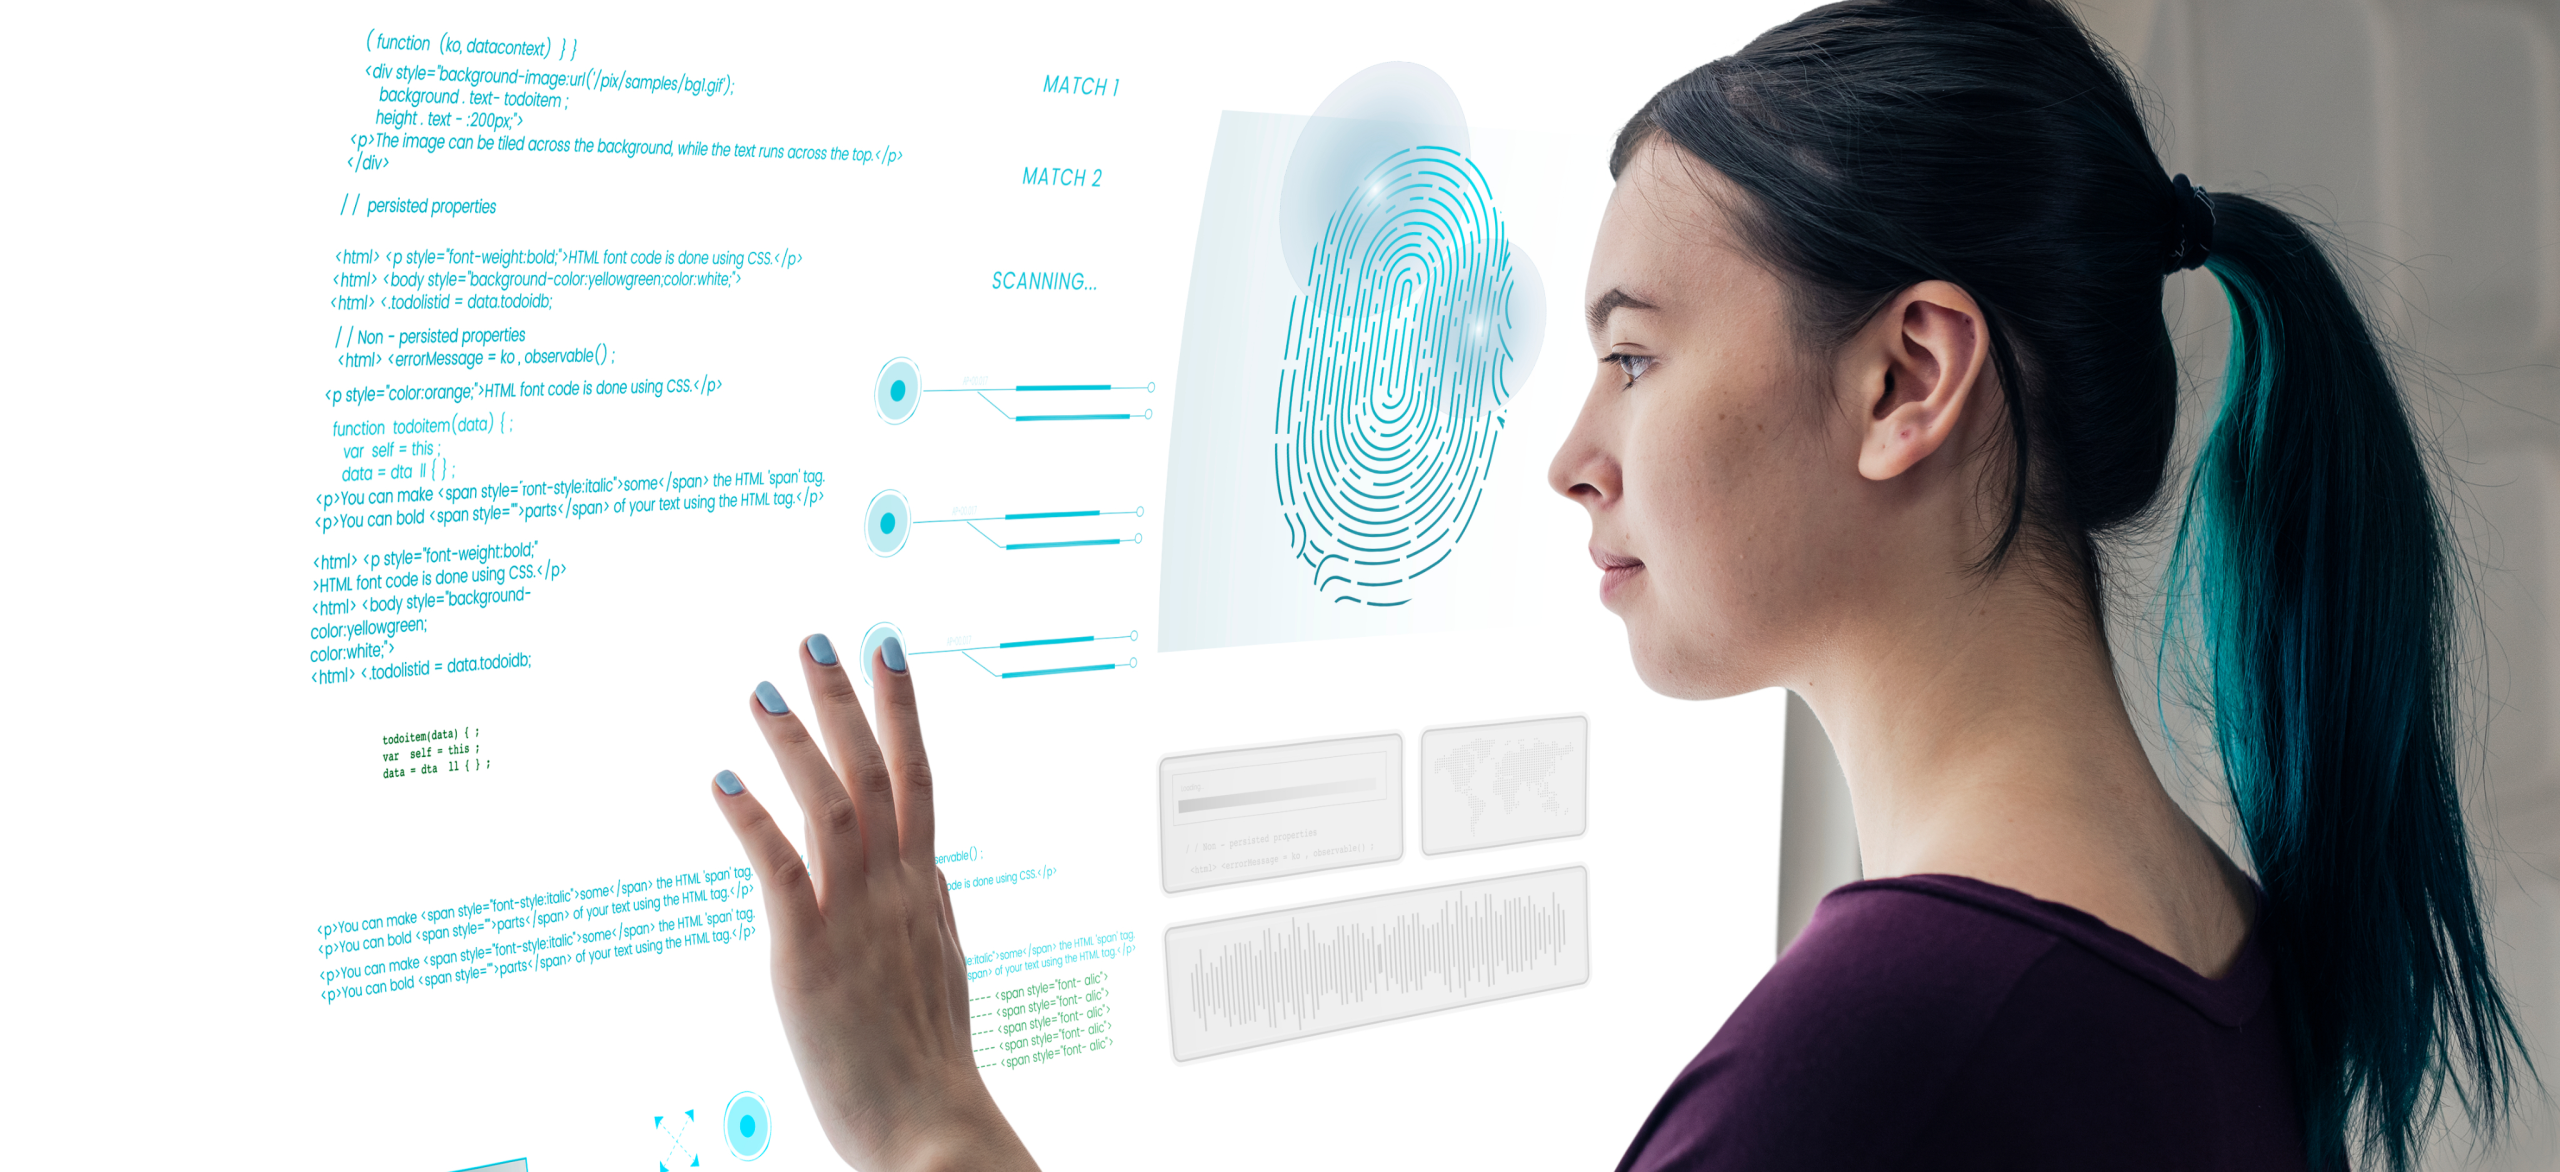 ( function (ko, datacontext) } }
<div style="background-image:url('/pix/samples/bg1.gif');
background . text- todoitem ;
height . text - :200px;">
<p>The image can be tiled across the background, while the text runs across the top.</p>
</div>
// persisted properties
<html> <p style="font-weight:bold;">HTML font code is done using CSS.</p>
<html> <body style="background-color:yellowgreen;color:white;">
<html> <.todolistid = data.todoidb;
// Non - persisted properties
<html> <errorMessage = ko , observable() ;
<p style="color:orange;">HTML font code is done using CSS.</p>
function todoitem(data) { ;
var self = this ;
data = dta ll { } ;
<p>You can make <span style="font-style:italic">some</span> the HTML 'span' tag.
<p>You can bold <span style="">parts</span> of your text using the HTML tag.</p>
<html> <p style="font-weight:bold;"
>HTML font code is done using CSS.</p>
<html> <body style="background-
color:yellowgreen;
color:white;">
<html> <.todolistid = data.todoidb;
todoitem(data) { ;
var self = this ;
data = dta ll { } ;
<p>You can make <span style="font-style:italic">some</span> the HTML 'span' tag.
<p>You can bold <span style="">parts</span> of your text using the HTML tag.</p>
<p>You can make <span style="font-style:italic">some</span> the HTML 'span' tag.
<p>You can bold <span style="">parts</span> of your text using the HTML tag.</p>
MATCH 1
MATCH 2
SCANNING...
servable() ;
ode is done using CSS.</p>
e:italic">some</span> the HTML 'span' tag.
span> of your text using the HTML tag.</p>
---- <span style="font- alic">
---- <span style="font- alic">
---- <span style="font- alic">
---- <span style="font- alic">
---- <span style="font- alic">
loading...
// Non - persisted properties
<html> <errorMessage = ko , observable() ;